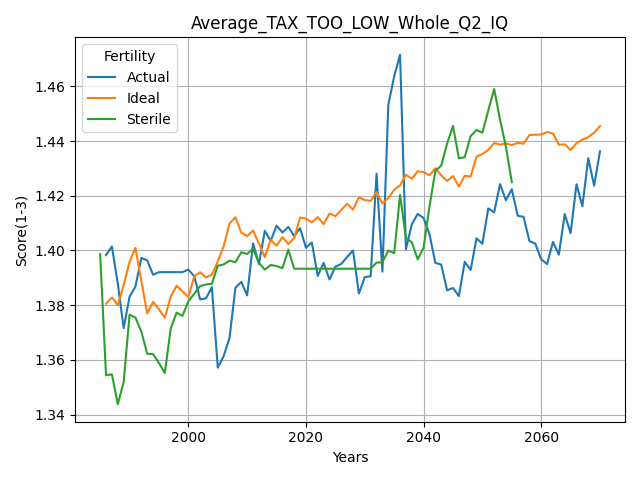 Average_TAX_TOO_LOW_Whole_Q2_IQ
Fertility
Actual
Ideal
Sterile
Score(1-3)
1.46
1.44
1.42
1.40
1.38
1.36
1.34
2000
2020
2040
2060
Years